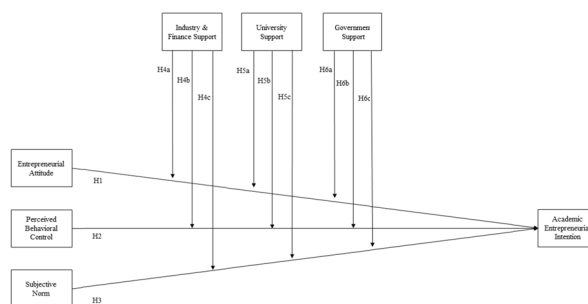 Industry &
Finance Support
University
Support
Governmen
Support
H4a
H4b
H4c
H5a
H5b
H5c
H6a
H6b
H6c
Entrepreneurial
Attitude
H1
Perceived
Behavioral
Control
H2
Subjective
Norm
H3
Academic
Entrepreneuria
Intention